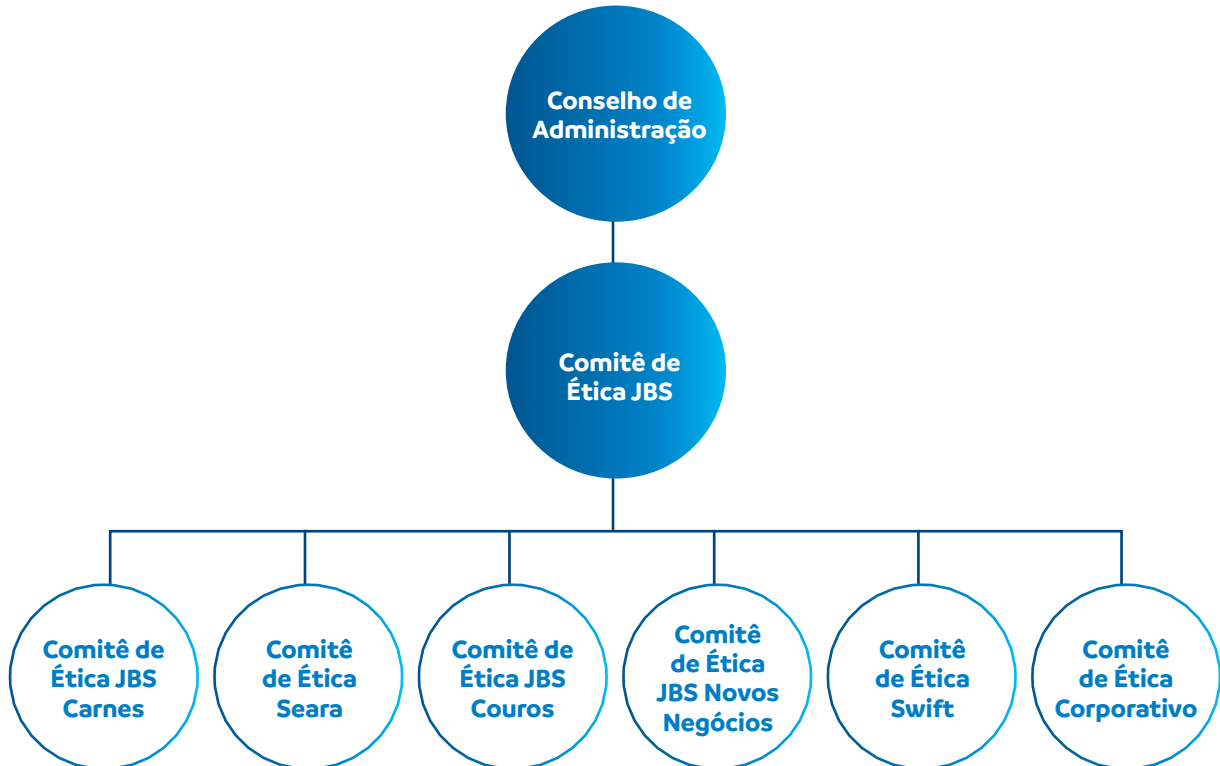 Conselho de
Administração
Comitê de
Ética JBS
Comitê de
Ética JBS
Carnes
Comitê
de Ética
Seara
Comitê de
Ética JBS
Couros
Comitê
de Ética
JBS Novos
Negócios
Comitê
de Ética
Swift
Comitê
de Ética
Corporativo